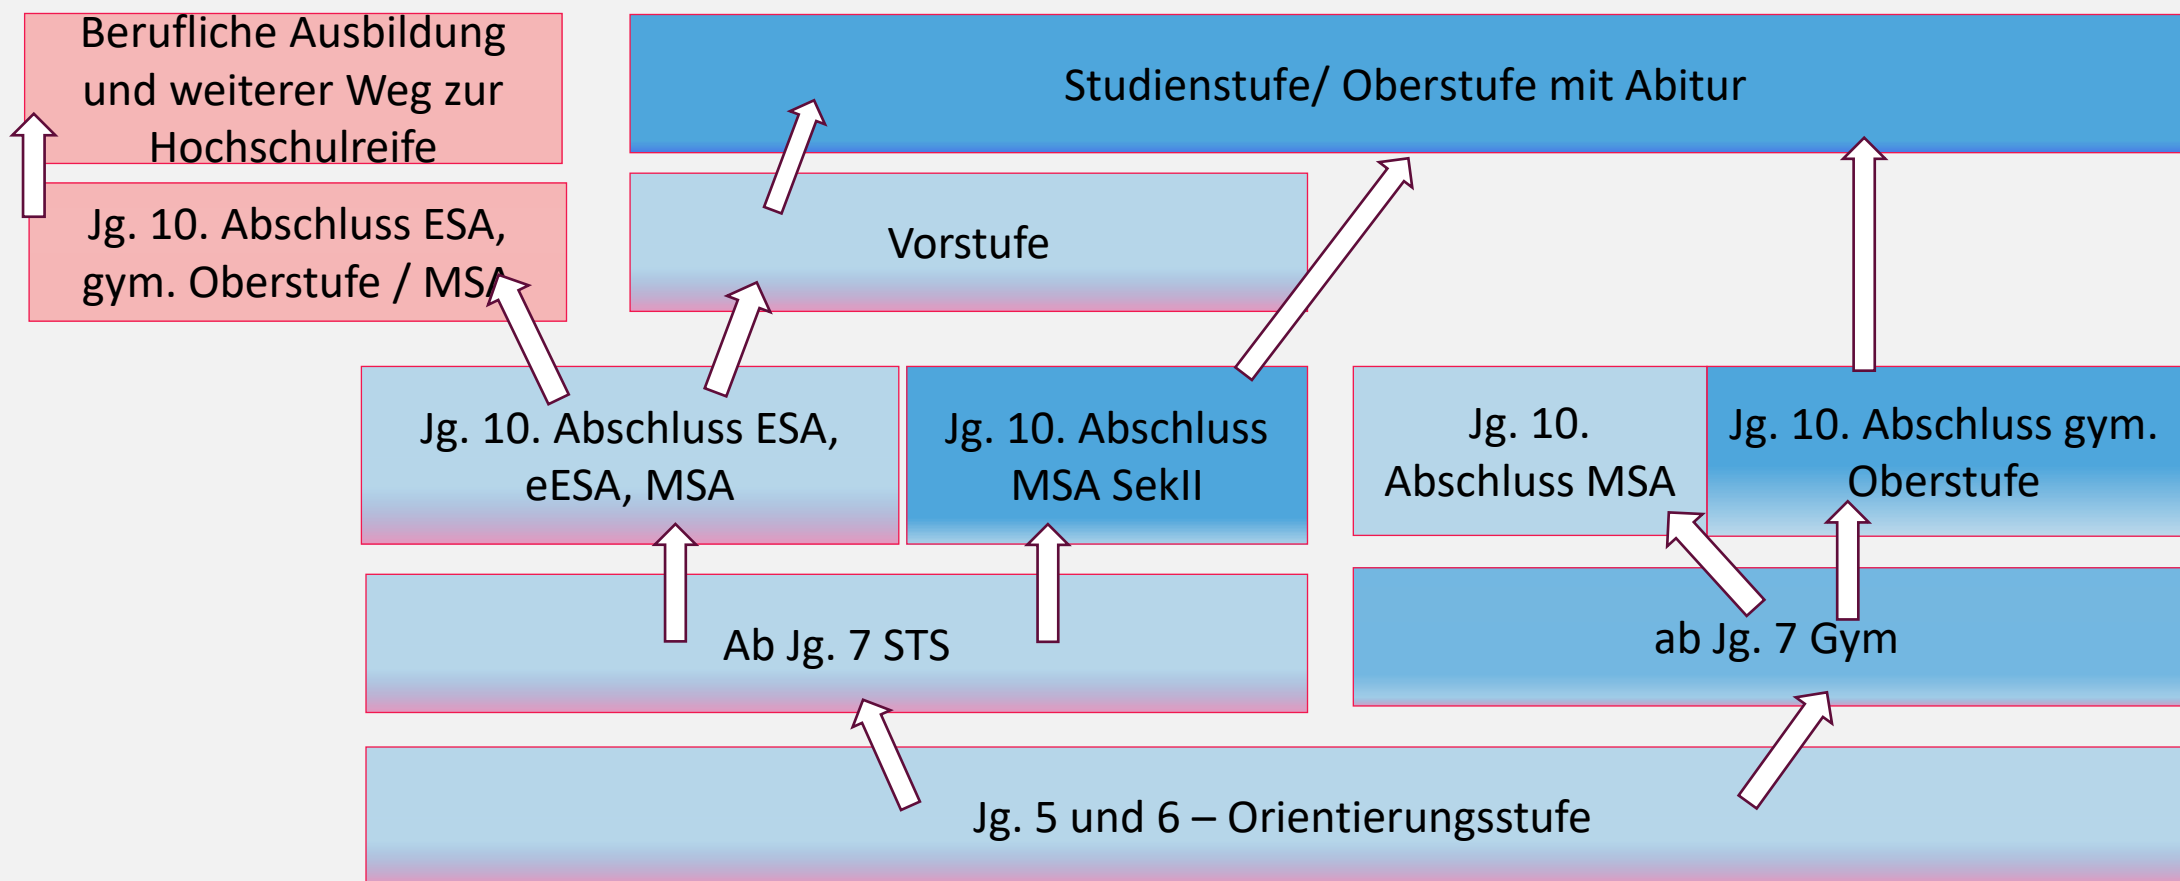 Berufliche Ausbildung
und weiterer Weg zur
Hochschulreife
Studienstufe/ Oberstufe mit Abitur
Jg. 10. Abschluss ESA,
gym. Oberstufe / MSA
Vorstufe
Jg. 10. Abschluss ESA,
eESA, MSA
Jg. 10. Abschluss
MSA SekII
Jg. 10.
Abschluss MSA
Jg. 10. Abschluss gym.
Oberstufe
Ab Jg. 7 STS
ab Jg. 7 Gym
Jg. 5 und 6 – Orientierungsstufe